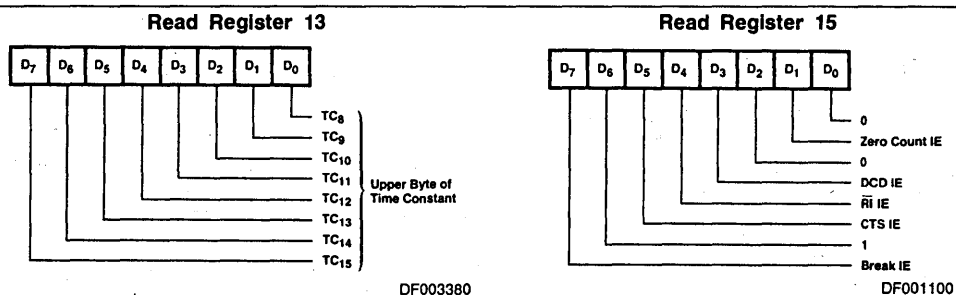 Read Register 13
D7 D6 D5 D4 D3 D2 D1 D0
TC8
TC9
TC10
TC11
TC12
TC13
TC14
TC15
Upper Byte of
Time Constant
DF003380
Read Register 15
D7 D6 D5 D4 D3 D2 D1 D0
0
Zero Count IE
0
DCD IE
R̅I̅ IE
CTS IE
1
Break IE
DF001100